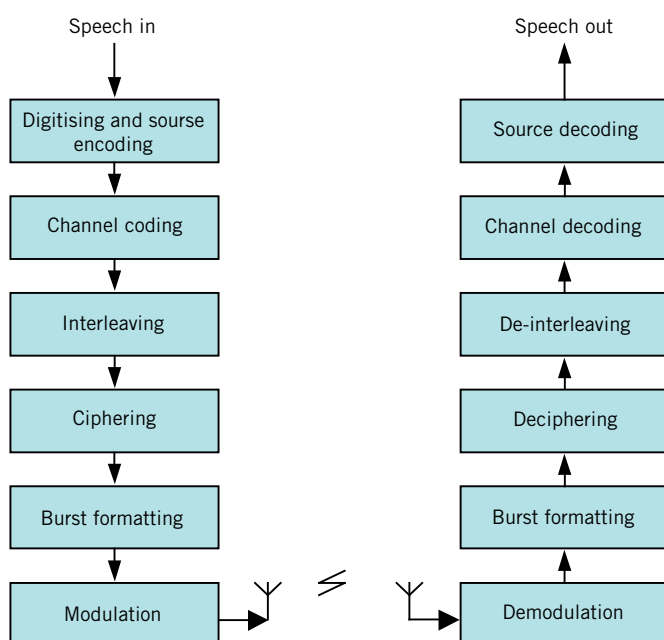 Speech in
Digitising and sourse
encoding
Channel coding
Interleaving
Ciphering
Burst formatting
Modulation
Speech out
Source decoding
Channel decoding
De-interleaving
Deciphering
Burst formatting
Demodulation